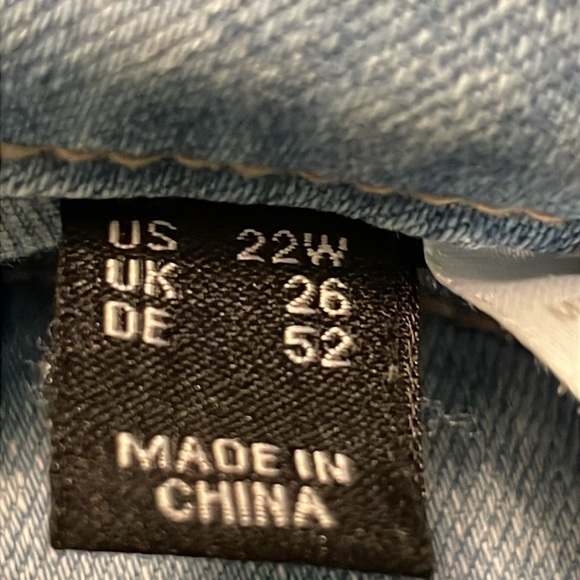 US 22W
UK 26
DE 52
MADE IN
CHINA